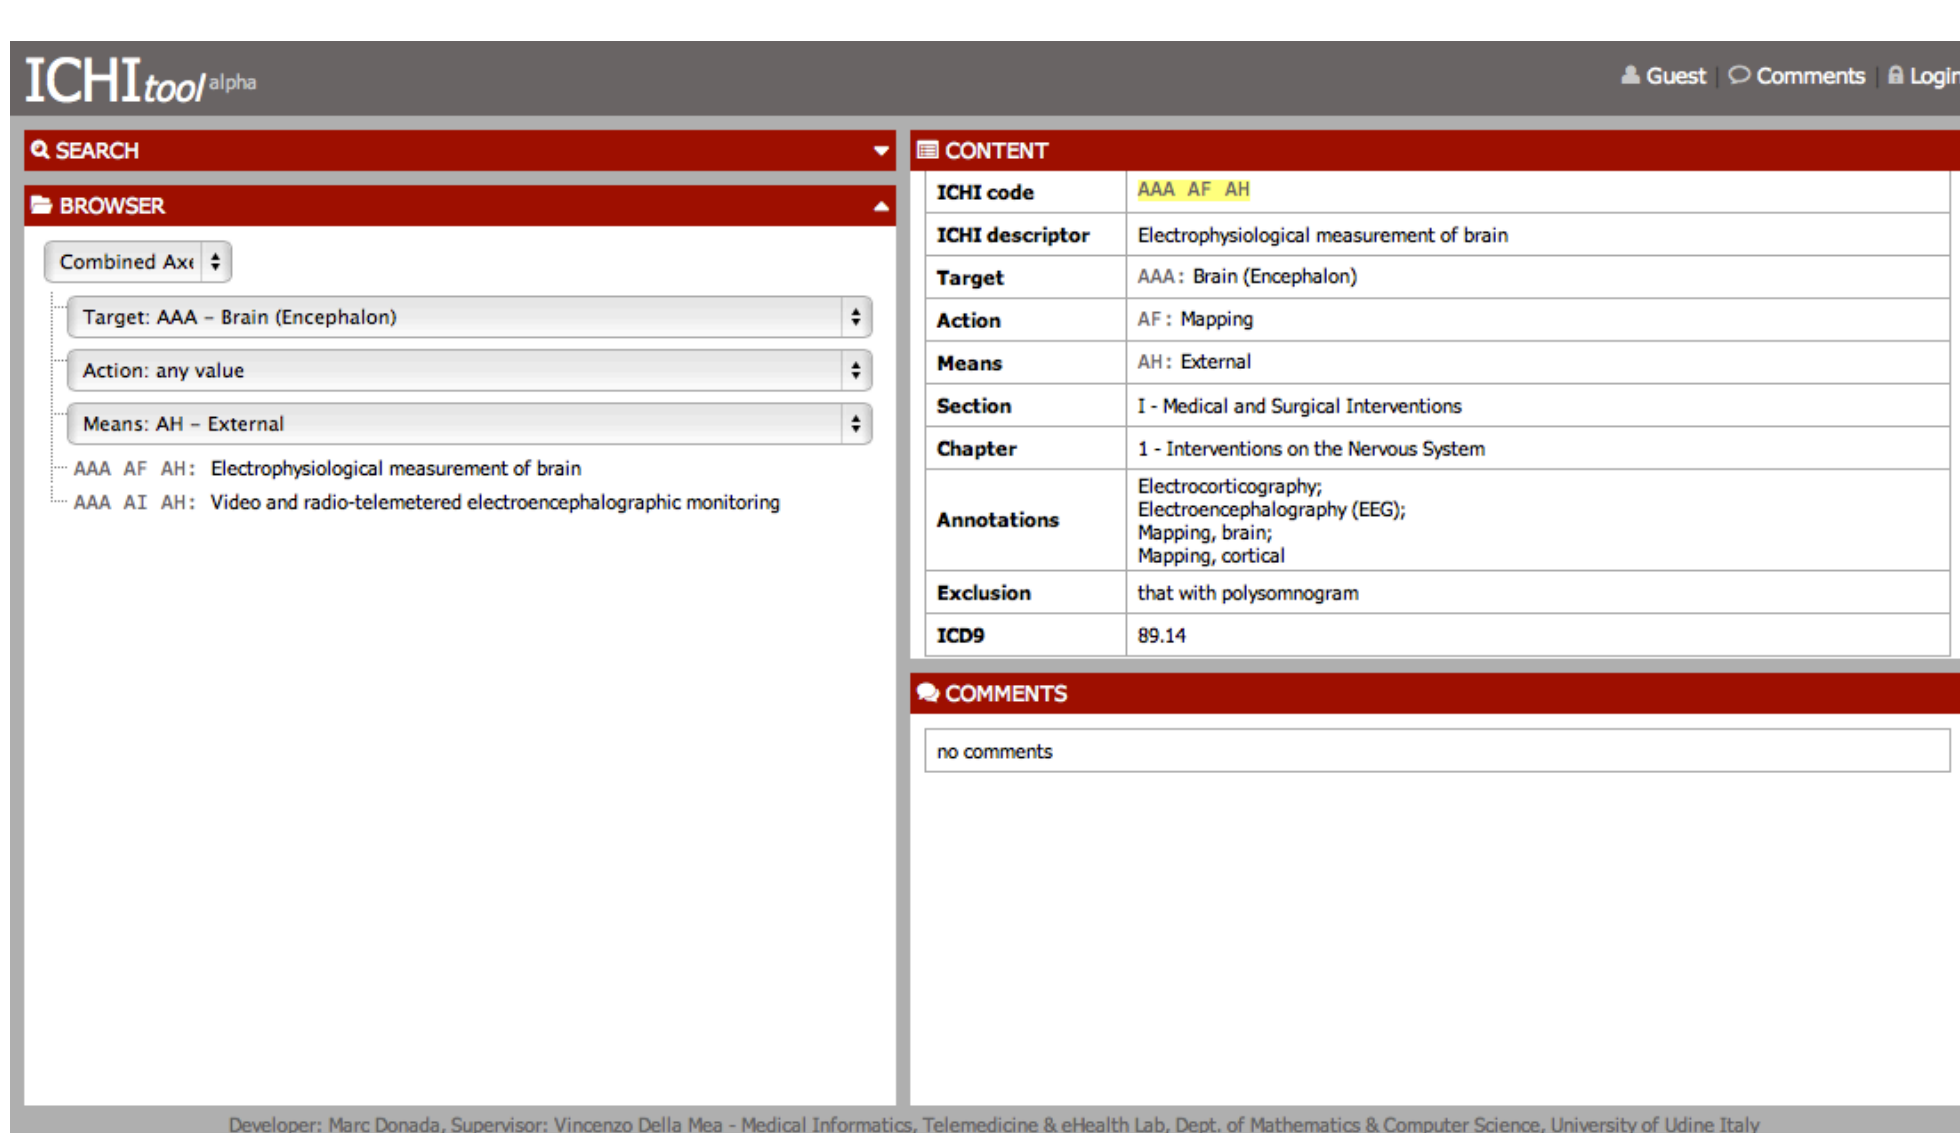 ICHItool alpha
Guest | Comments | Login
SEARCH
BROWSER
Combined Axe
Target: AAA – Brain (Encephalon)
Action: any value
Means: AH – External
AAA AF AH: Electrophysiological measurement of brain
AAA AI AH: Video and radio-telemetered electroencephalographic monitoring
CONTENT
ICHI code AAA AF AH
ICHI descriptor Electrophysiological measurement of brain
Target AAA: Brain (Encephalon)
Action AF: Mapping
Means AH: External
Section I - Medical and Surgical Interventions
Chapter 1 - Interventions on the Nervous System
Annotations Electrocorticography;
Electroencephalography (EEG);
Mapping, brain;
Mapping, cortical
Exclusion that with polysomnogram
ICD9 89.14
COMMENTS
no comments
Developer: Marc Donada, Supervisor: Vincenzo Della Mea - Medical Informatics, Telemedicine & eHealth Lab, Dept. of Mathematics & Computer Science, University of Udine Italy